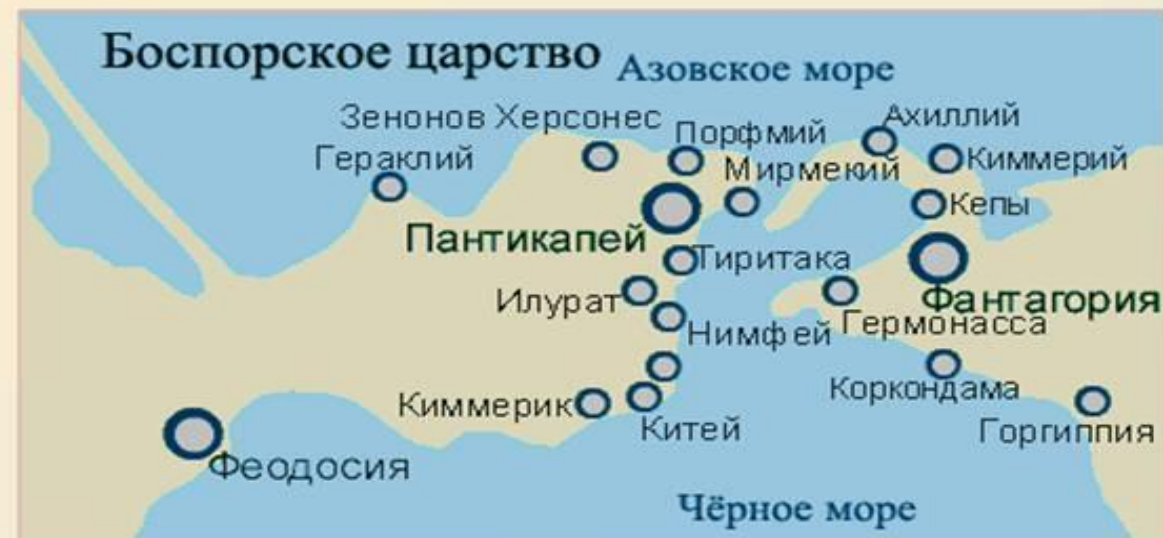 Боспорское царство
Азовское море
Зенонов Херсонес
Порфмий
Ахиллий
Гераклий
Мирмекий
Киммерий
Кепы
Пантикапей
Тиритака
Илурат
Фантагория
Нимфей
Гермонасса
Киммерик
Китей
Коркондама
Горгиппия
Феодосия
Чёрное море